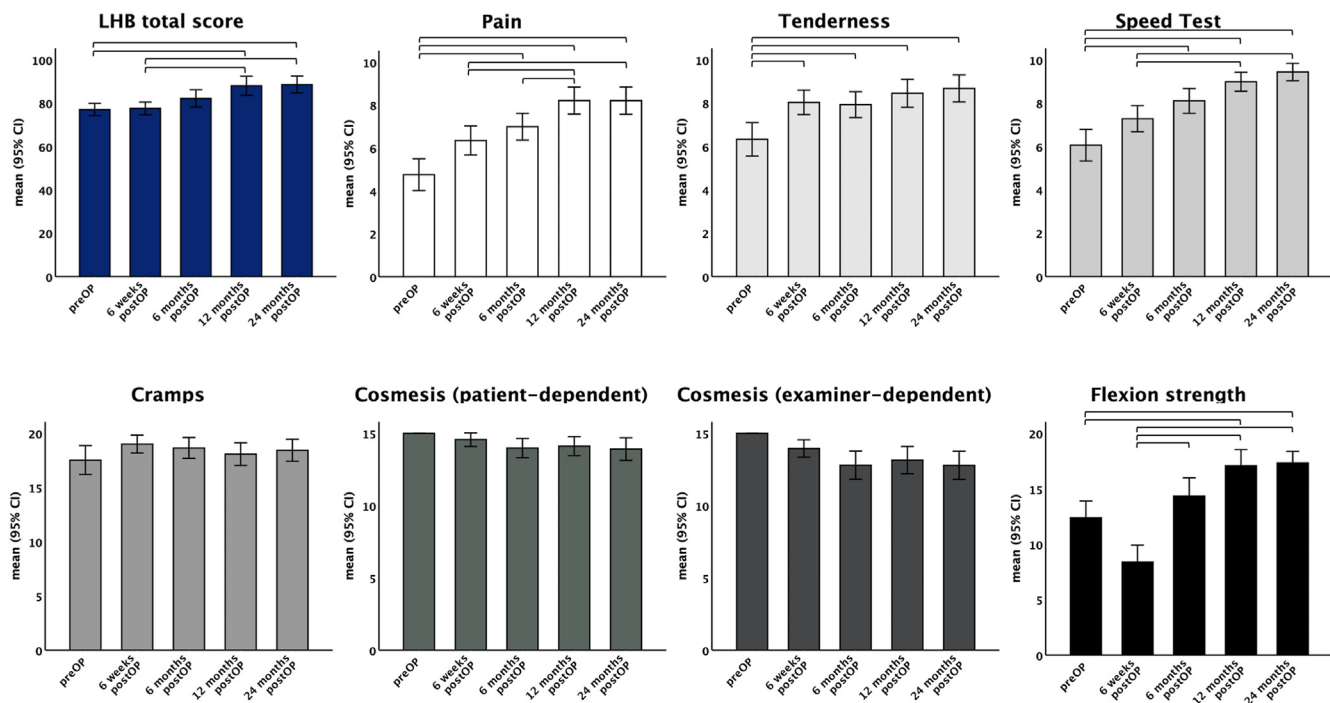 LHB total score
mean (95% CI)
100
80
60
40
20
0
preOP
6 weeks
postOP
6 months
postOP
12 months
postOP
24 months
postOP
Pain
mean (95% CI)
10
8
6
4
2
0
preOP
6 weeks
postOP
6 months
postOP
12 months
postOP
24 months
postOP
Tenderness
mean (95% CI)
10
8
6
4
2
0
preOP
6 weeks
postOP
6 months
postOP
12 months
postOP
24 months
postOP
Speed Test
mean (95% CI)
10
8
6
4
2
0
preOP
6 weeks
postOP
6 months
postOP
12 months
postOP
24 months
postOP
Cramps
mean (95% CI)
20
15
10
5
0
preOP
6 weeks
postOP
6 months
postOP
12 months
postOP
24 months
postOP
Cosmesis (patient-dependent)
mean (95% CI)
15
10
5
0
preOP
6 weeks
postOP
6 months
postOP
12 months
postOP
24 months
postOP
Cosmesis (examiner-dependent)
mean (95% CI)
15
10
5
0
preOP
6 weeks
postOP
6 months
postOP
12 months
postOP
24 months
postOP
Flexion strength
mean (95% CI)
20
15
10
5
0
preOP
6 weeks
postOP
6 months
postOP
12 months
postOP
24 months
postOP